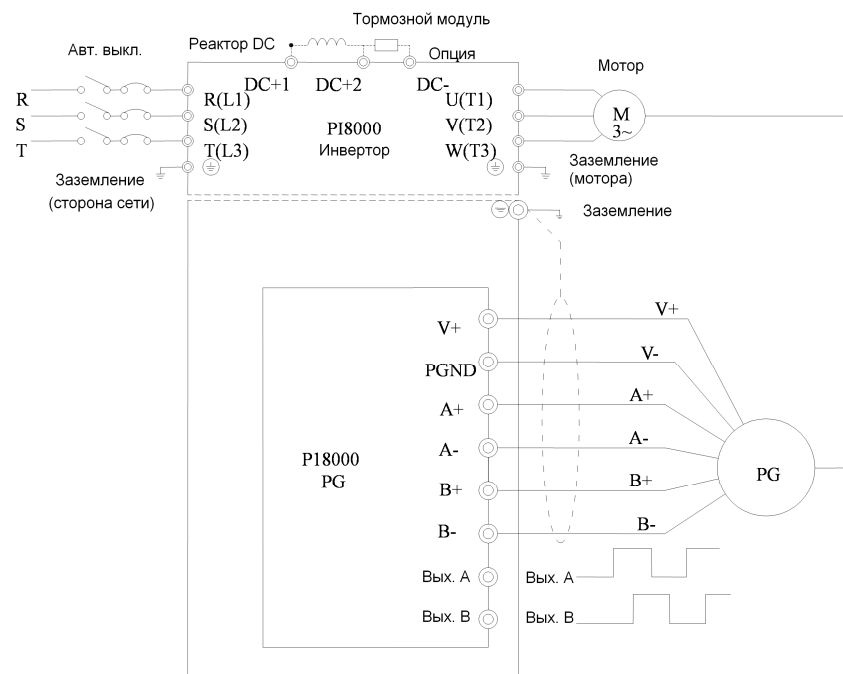 Тормозной модуль
Авт. выкл.
Реактор DC
Опция
Мотор
DC+1
DC+2
DC-
R
R(L1)
U(T1)
M
3~
S
S(L2)
PI8000
Инвертор
V(T2)
T
T(L3)
W(T3)
Заземление
(сторона сети)
Заземление
(мотора)
Заземление
V+
V+
PGND
V-
A+
A+
A-
A-
P18000
PG
B+
B+
PG
B-
B-
Вых. А
Вых. А
Вых. В
Вых. В